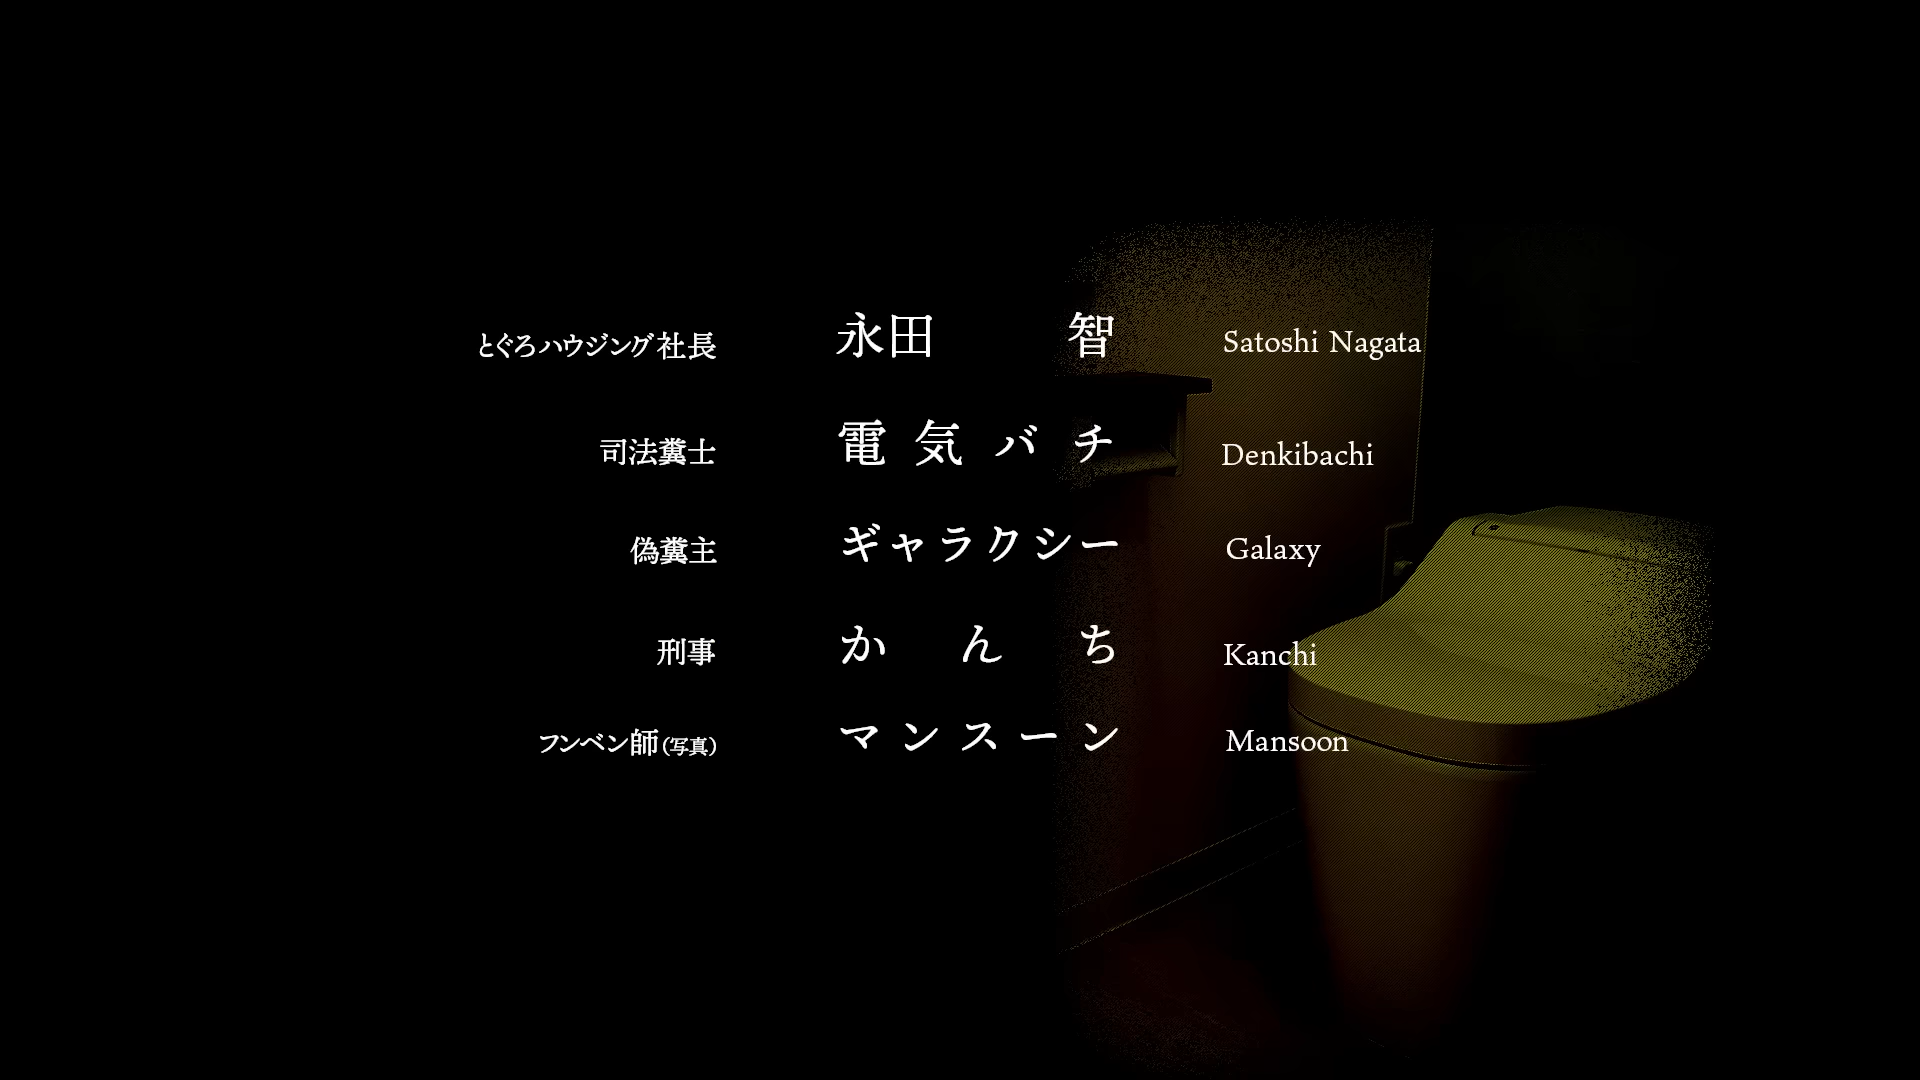 とぐろハウジング社長 永田 智 Satoshi Nagata
司法糞士 電気バチ Denkibachi
偽糞主 ギャラクシー Galaxy
刑事 かんち Kanchi
フンベン師(写真) マンスーン Mansoon